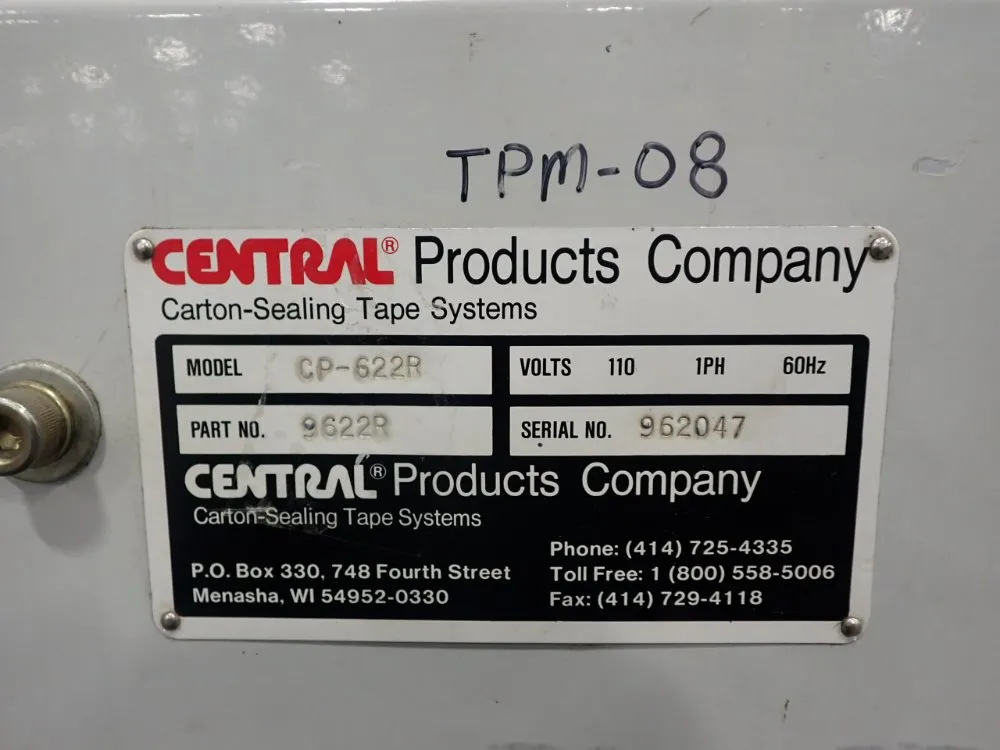 TPM-08
CENTRAL® Products Company
Carton-Sealing Tape Systems
MODEL CP-622R VOLTS 110 1PH 60Hz
PART NO. 9622R SERIAL NO. 962047
CENTRAL® Products Company
Carton-Sealing Tape Systems
Phone: (414) 725-4335
P.O. Box 330, 748 Fourth Street Toll Free: 1 (800) 558-5006
Menasha, WI 54952-0330 Fax: (414) 729-4118